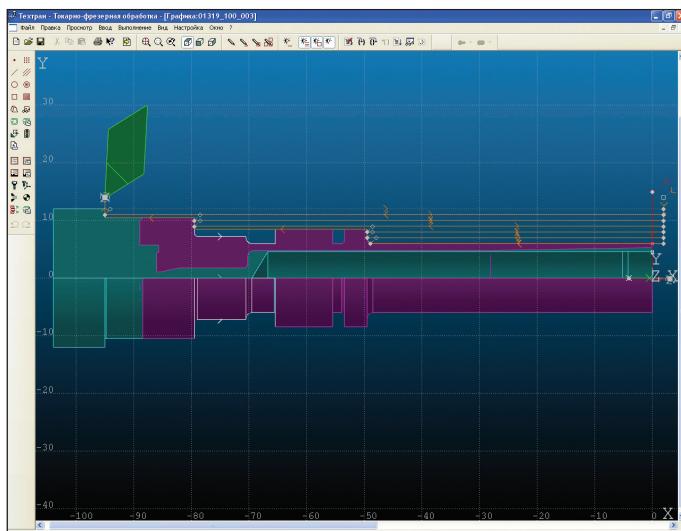 Техтран - Токарно-фрезерная обработка - [Графика:01319_100_003]
Файл Правка Просмотр Ввод Выполнение Вид Настройка Окно ?
Y
30
20
10
0
Y
Z X
-10
-20
-30
-40
-100 -90 -80 -70 -60 -50 -40 -30 -20 -10 0 X